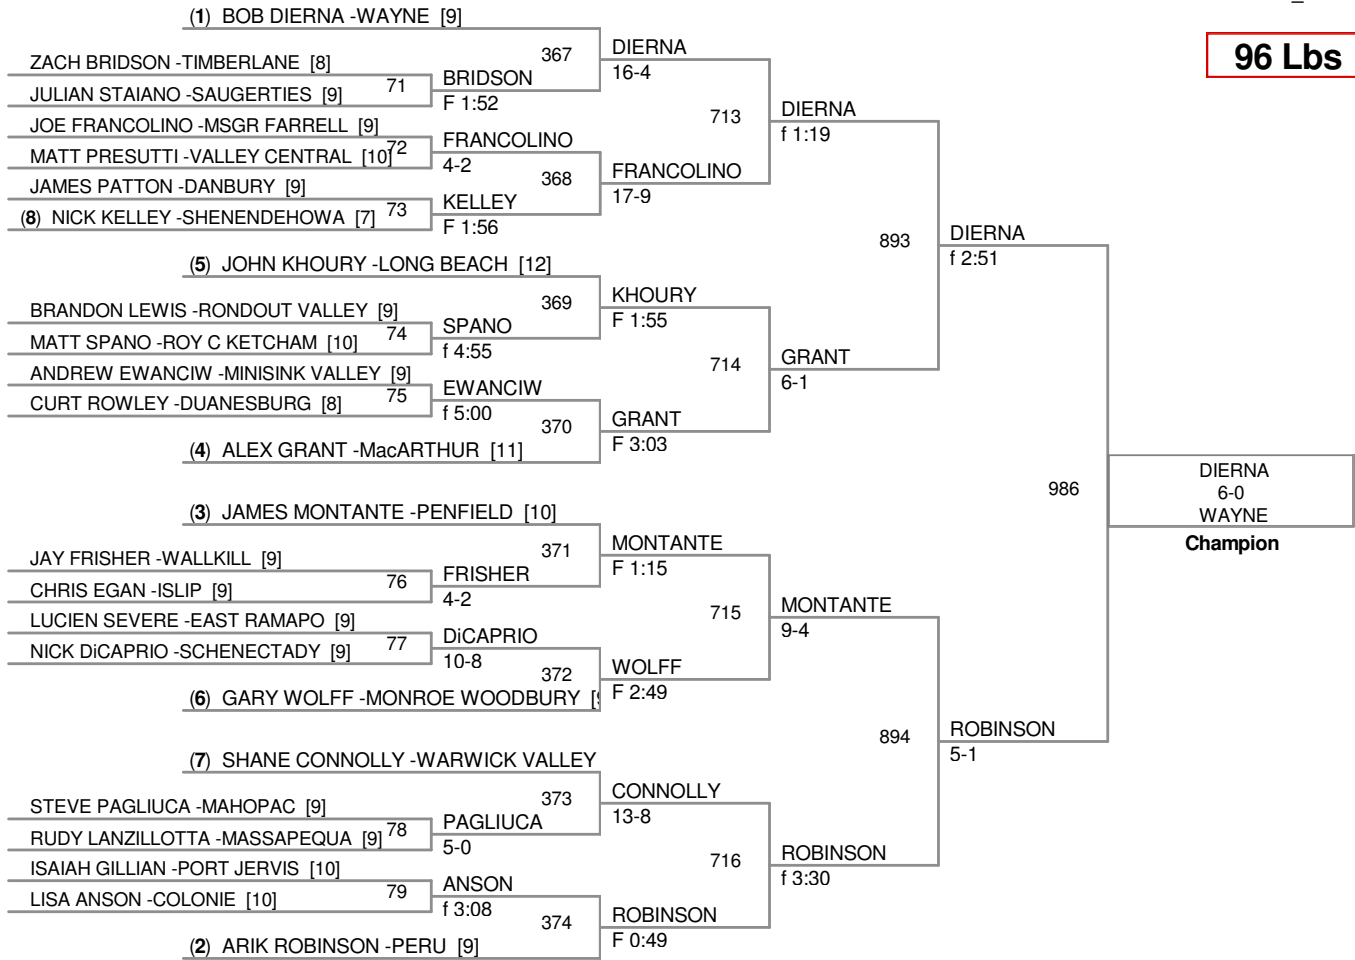 (1) BOB DIERNA -WAYNE [9]
96 Lbs
ZACH BRIDSON -TIMBERLANE [8]
71
JULIAN STAIANO -SAUGERTIES [9]
BRIDSON
F 1:52
367
DIERNA
16-4
JOE FRANCOLINO -MSGR FARRELL [9]
72
MATT PRESUTTI -VALLEY CENTRAL [10]
FRANCOLINO
4-2
JAMES PATTON -DANBURY [9]
73
(8) NICK KELLEY -SHENENDEHOWA [7]
KELLEY
F 1:56
368
FRANCOLINO
17-9
713
DIERNA
f 1:19
(5) JOHN KHOURY -LONG BEACH [12]
BRANDON LEWIS -RONDOUT VALLEY [9]
74
MATT SPANO -ROY C KETCHAM [10]
SPANO
f 4:55
369
KHOURY
F 1:55
ANDREW EWANCIW -MINISINK VALLEY [9]
75
CURT ROWLEY -DUANESBURG [8]
EWANCIW
f 5:00
370
(4) ALEX GRANT -MacARTHUR [11]
GRANT
F 3:03
714
GRANT
6-1
893
DIERNA
f 2:51
(3) JAMES MONTANTE -PENFIELD [10]
JAY FRISHER -WALLKILL [9]
76
CHRIS EGAN -ISLIP [9]
FRISHER
4-2
371
MONTANTE
F 1:15
LUCIEN SEVERE -EAST RAMAPO [9]
77
NICK DiCAPRIO -SCHENECTADY [9]
DiCAPRIO
10-8
372
(6) GARY WOLFF -MONROE WOODBURY
WOLFF
F 2:49
715
MONTANTE
9-4
(7) SHANE CONNOLLY -WARWICK VALLEY
STEVE PAGLIUCA -MAHOPAC [9]
78
RUDY LANZILLOTTA -MASSAPEQUA [9]
PAGLIUCA
5-0
373
CONNOLLY
13-8
ISAIAH GILLIAN -PORT JERVIS [10]
79
LISA ANSON -COLONIE [10]
ANSON
f 3:08
374
(2) ARIK ROBINSON -PERU [9]
ROBINSON
F 0:49
716
ROBINSON
f 3:30
894
ROBINSON
5-1
986
DIERNA
6-0
WAYNE
Champion